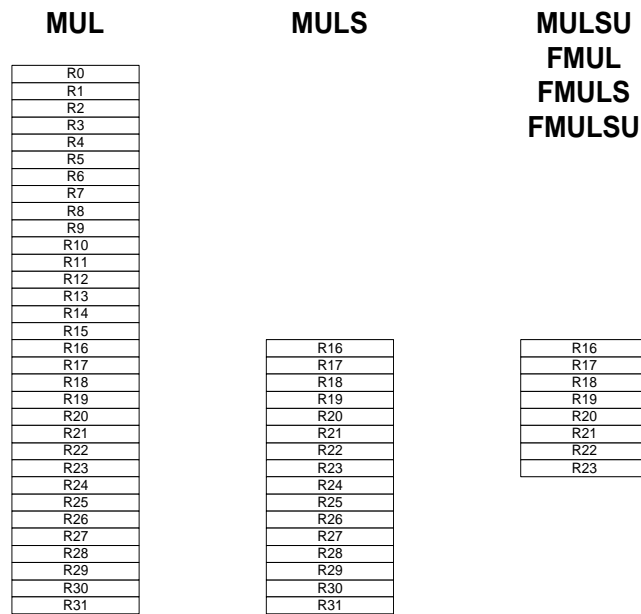 MUL
R0
R1
R2
R3
R4
R5
R6
R7
R8
R9
R10
R11
R12
R13
R14
R15
R16
R17
R18
R19
R20
R21
R22
R23
R24
R25
R26
R27
R28
R29
R30
R31
MULS
R16
R17
R18
R19
R20
R21
R22
R23
R24
R25
R26
R27
R28
R29
R30
R31
MULSU
FMUL
FMULS
FMULSU
R16
R17
R18
R19
R20
R21
R22
R23